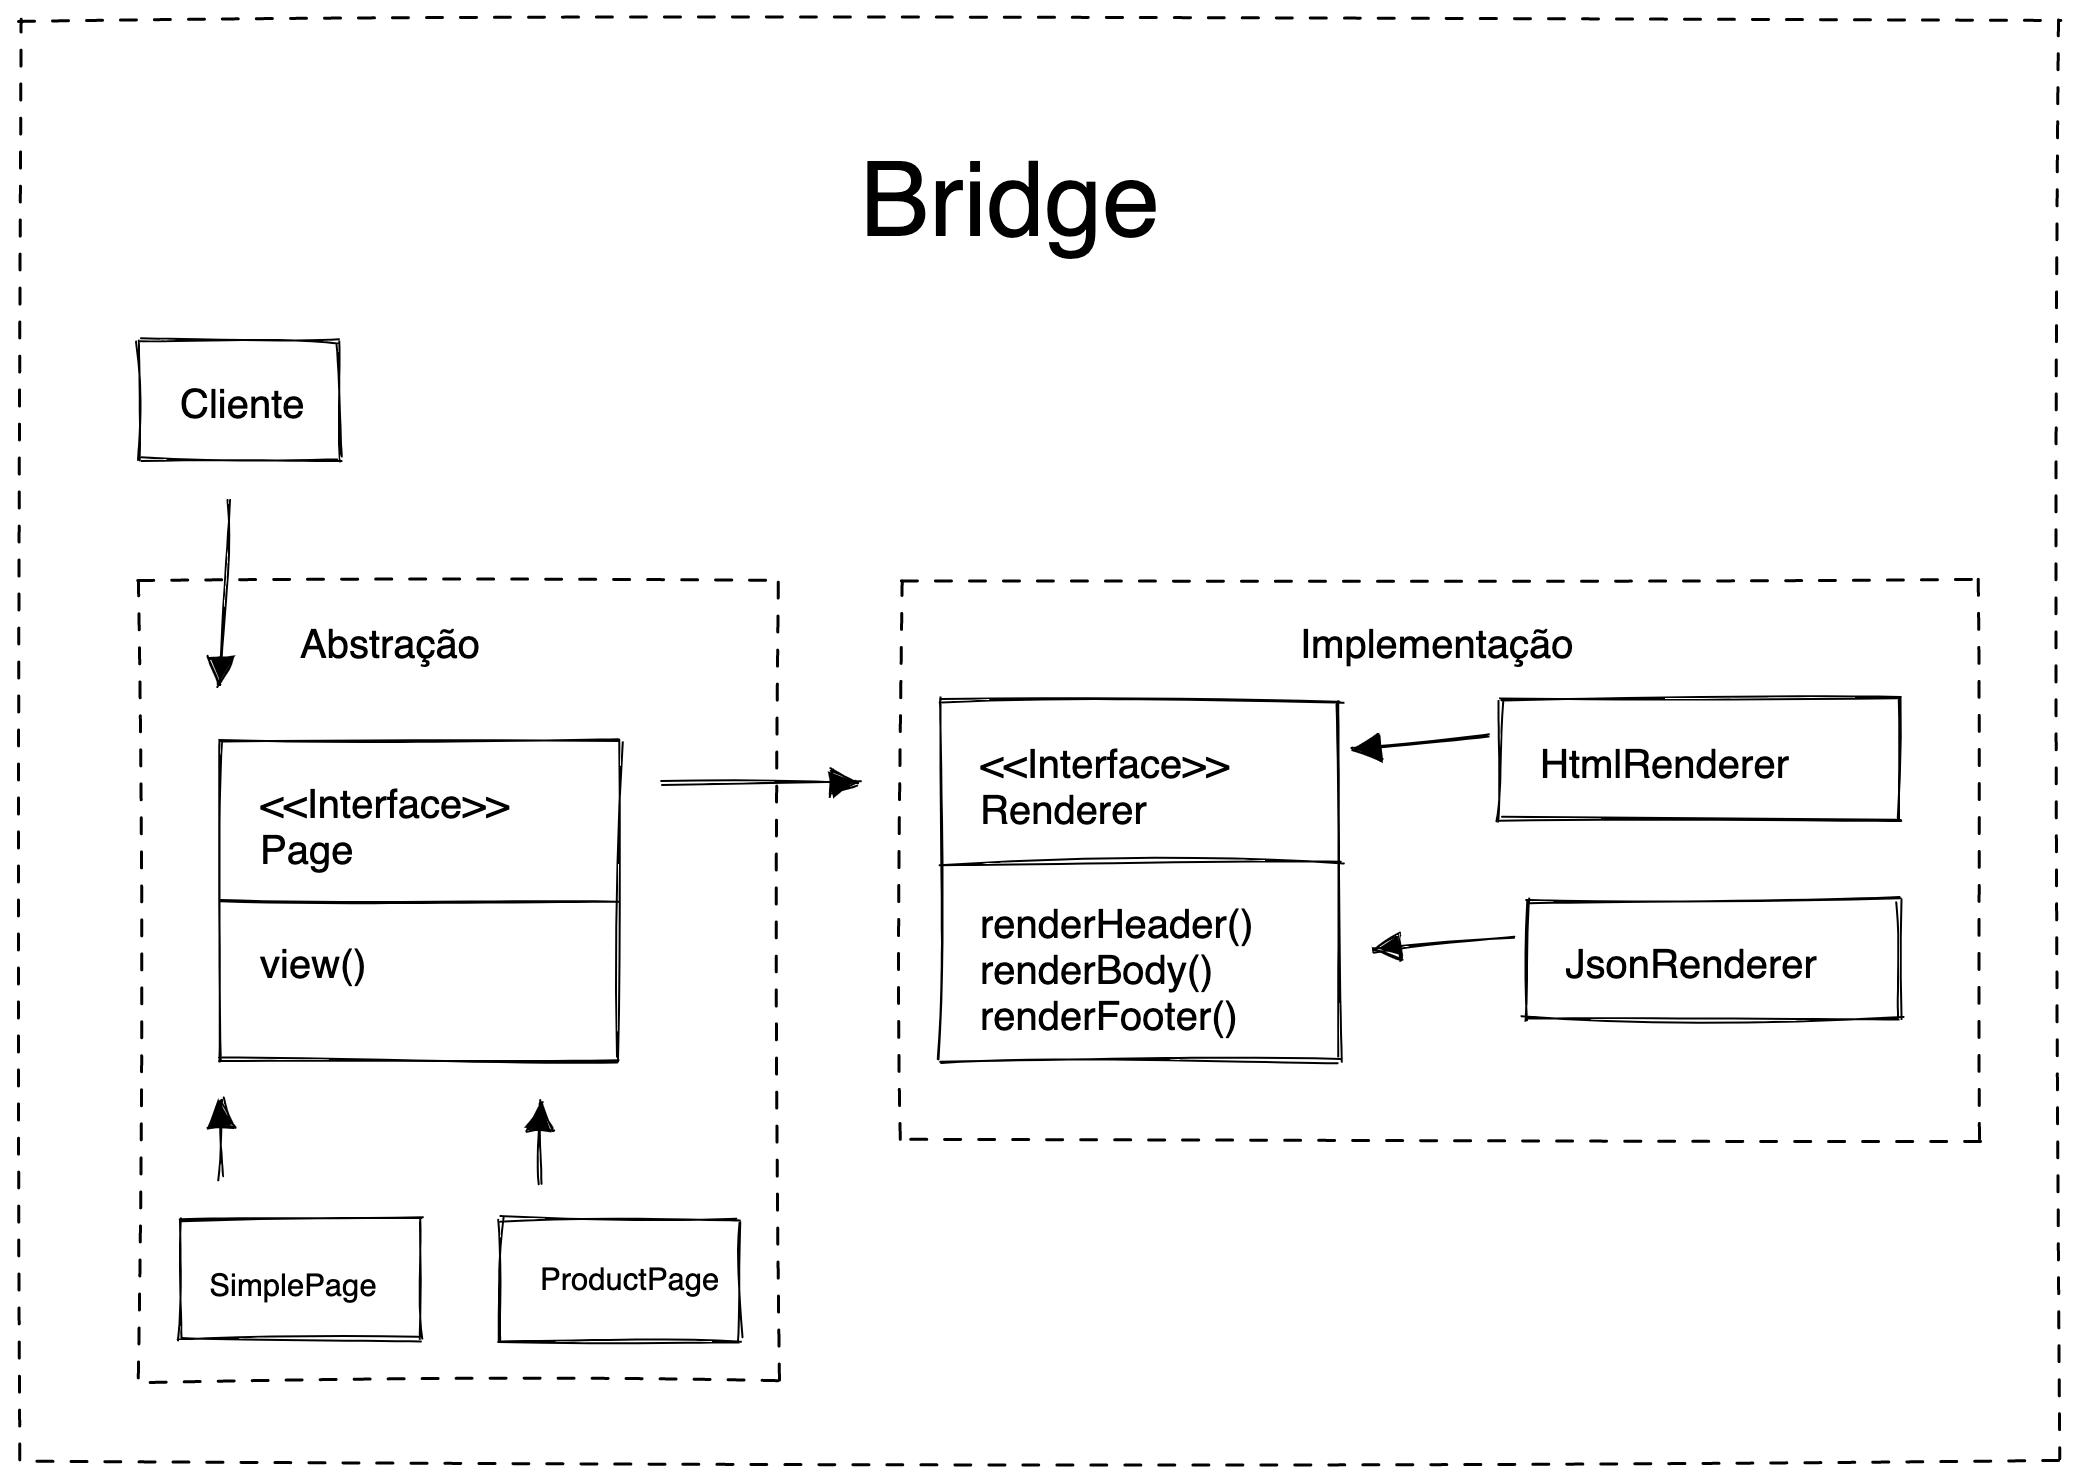 Bridge
Cliente
Abstração
<<Interface>>
Page
view()
SimplePage
ProductPage
Implementação
<<Interface>>
Renderer
renderHeader()
renderBody()
renderFooter()
HtmlRenderer
JsonRenderer